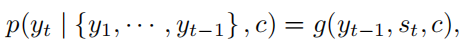 p(y_t | {y_1, ⋯ , y_{t−1}} , c) = g(y_{t−1}, s_t, c),